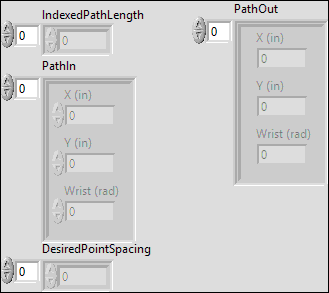 IndexedPathLength
0 0
PathIn
0
X (in)
0
Y (in)
0
Wrist (rad)
0
DesiredPointSpacing
0 0
PathOut
0
X (in)
0
Y (in)
0
Wrist (rad)
0